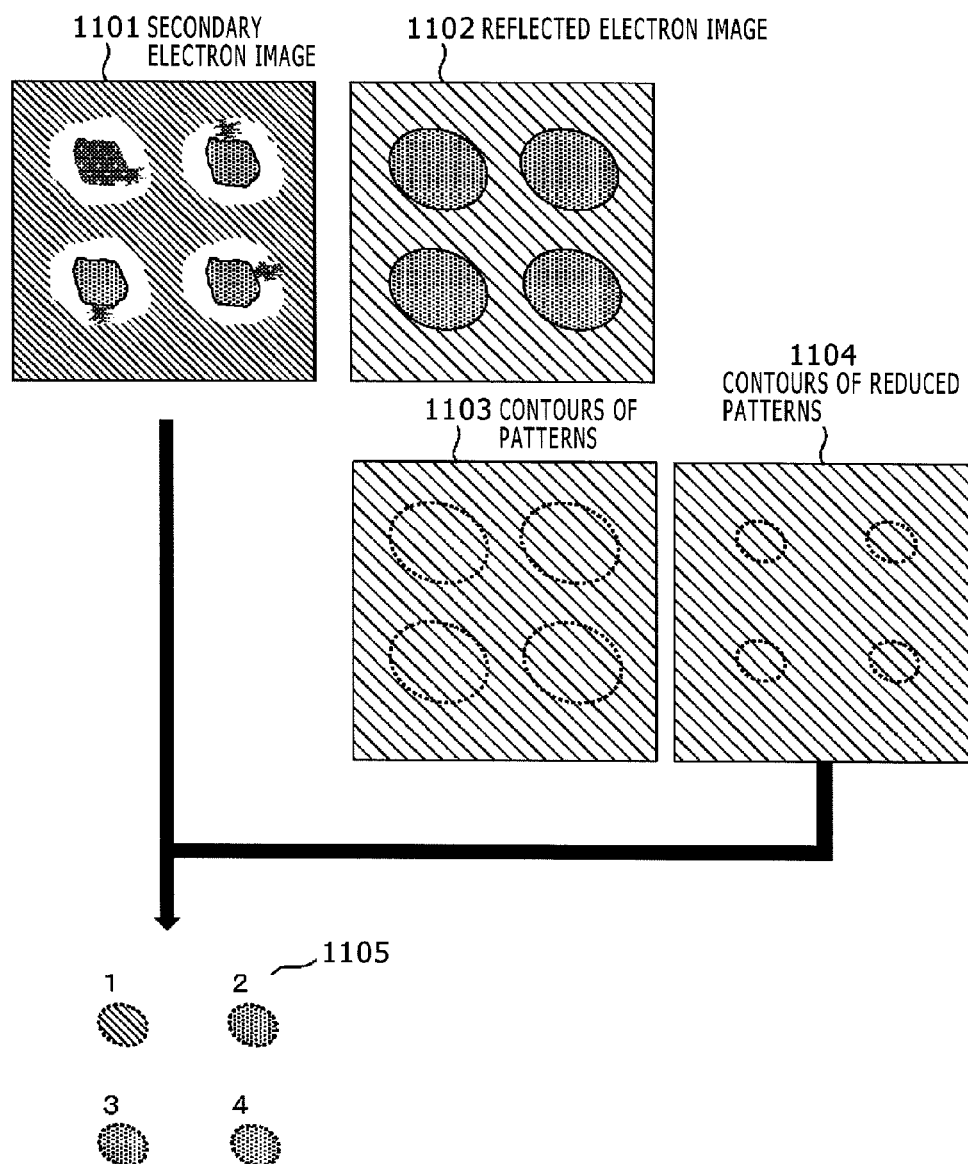 1101 SECONDARY
ELECTRON IMAGE
1102 REFLECTED ELECTRON IMAGE
1103 CONTOURS OF
PATTERNS
1104
CONTOURS OF REDUCED
PATTERNS
1105
1 2
3 4